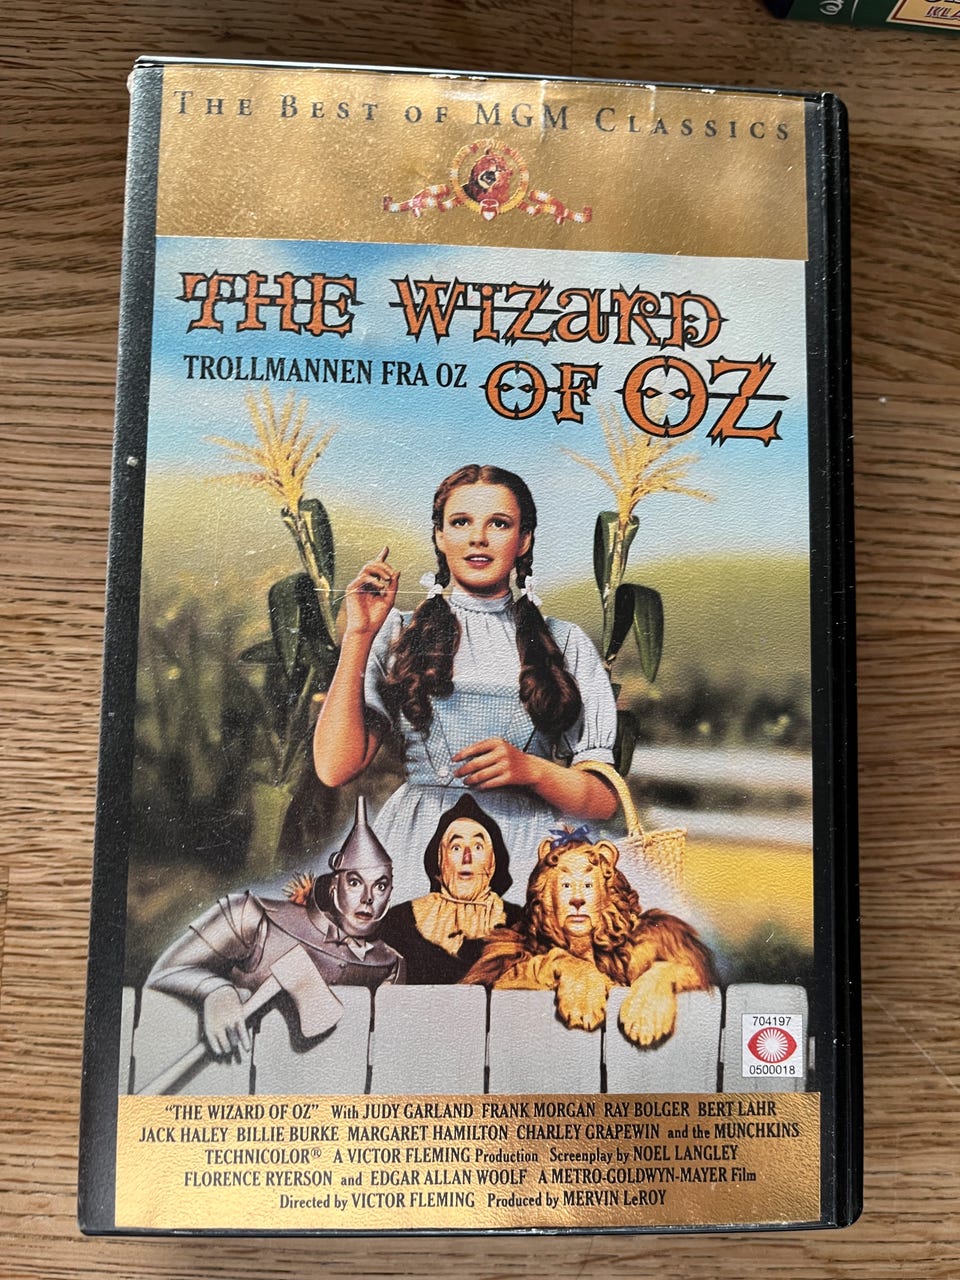 THE BEST OF MGM CLASSICS
THE WIZARD
TROLLMANNEN FRA OZ
OF OZ
704197
0500018
"THE WIZARD OF OZ" With JUDY GARLAND FRANK MORGAN RAY BOLGER BERT LAHR
JACK HALEY BILLIE BURKE MARGARET HAMILTON CHARLEY GRAPEWIN and the MUNCHKINS
TECHNICOLOR® A VICTOR FLEMING Production Screenplay by NOEL LANGLEY
FLORENCE RYERSON and EDGAR ALLAN WOOLF A METRO-GOLDWYN-MAYER Film
Directed by VICTOR FLEMING Produced by MERVIN LeROY